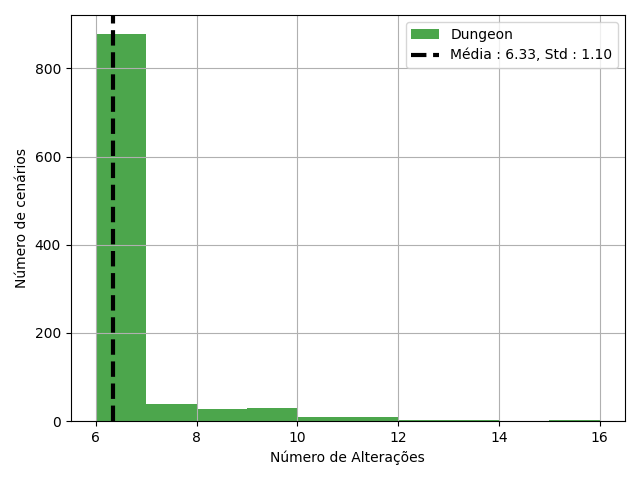 Dungeon
Média : 6.33, Std : 1.10
Número de cenários
800
600
400
200
0
6 8 10 12 14 16
Número de Alterações